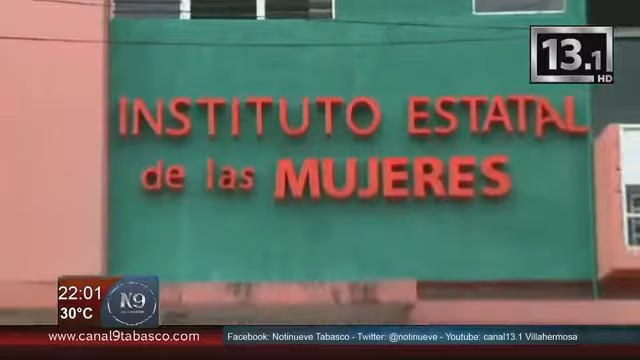 13.1
HD
INSTITUTO ESTATAL
de las MUJERES
22:01
30°C
N9
www.canal9tabasco.com
Facebook: Notinueve Tabasco - Twitter: @notinueve - Youtube: canal13.1 Villahermosa